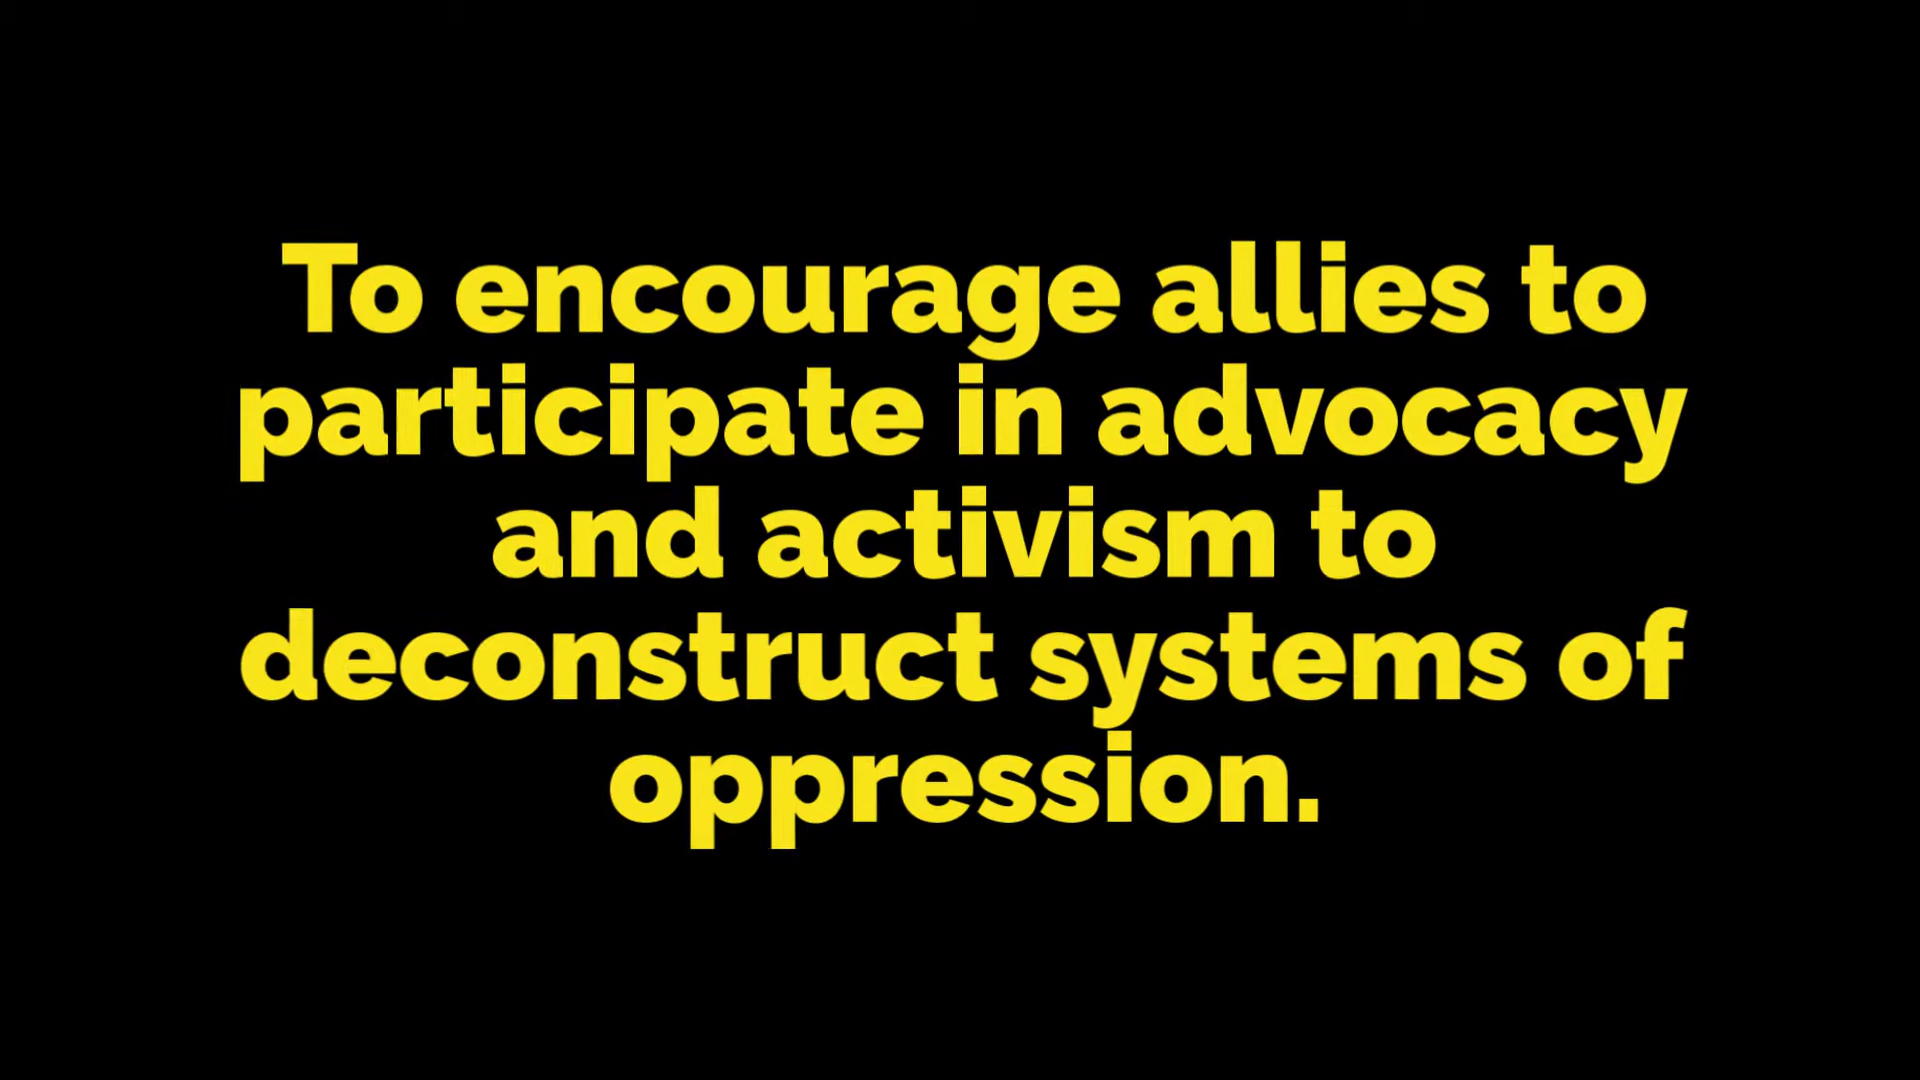 To encourage allies to
participate in advocacy
and activism to
deconstruct systems of
oppression.